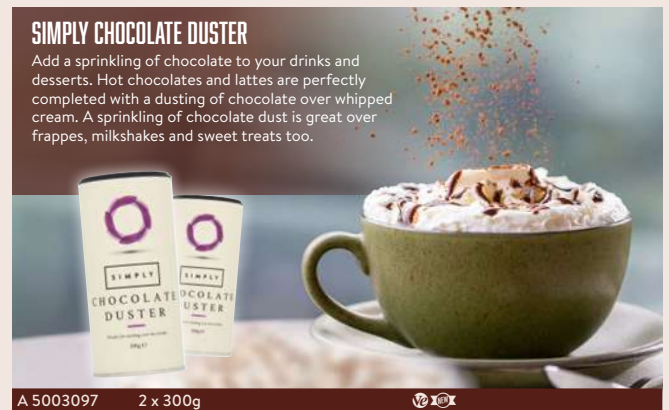 SIMPLY CHOCOLATE DUSTER
Add a sprinkling of chocolate to your drinks and
desserts. Hot chocolates and lattes are perfectly
completed with a dusting of chocolate over whipped
cream. A sprinkling of chocolate dust is great over
frappes, milkshakes and sweet treats too.
SIMPLY
CHOCOLATE
DUSTER
SIMPLY
OCOLATE
USTER
A 5003097 2 x 300g
Ve NEW